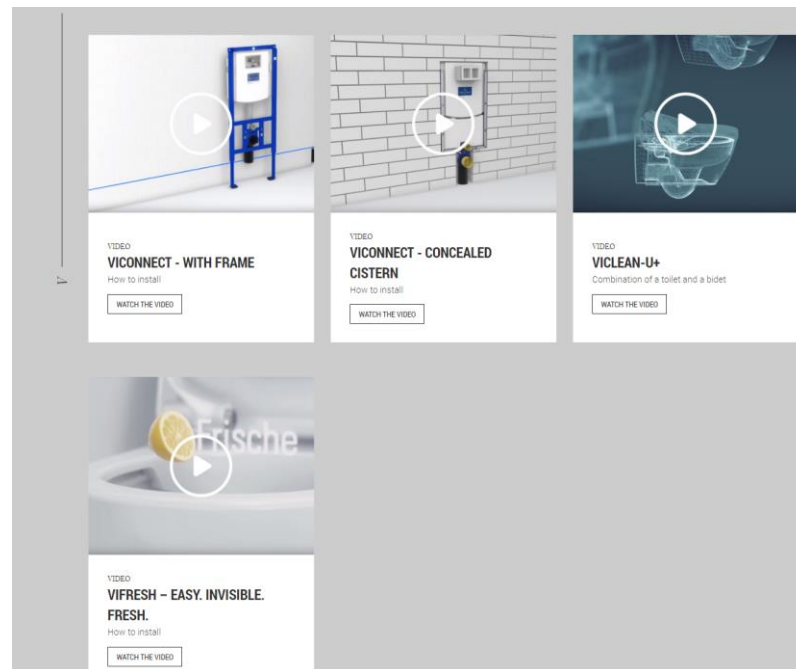 VIDEO
VICONNECT - WITH FRAME
How to install
WATCH THE VIDEO
VIDEO
VICONNECT - CONCEALED
CISTERN
How to install
WATCH THE VIDEO
VIDEO
VICLEAN-U+
Combination of a toilet and a bidet
WATCH THE VIDEO
V
Frische
VIDEO
VIFRESH – EASY. INVISIBLE.
FRESH.
How to install
WATCH THE VIDEO